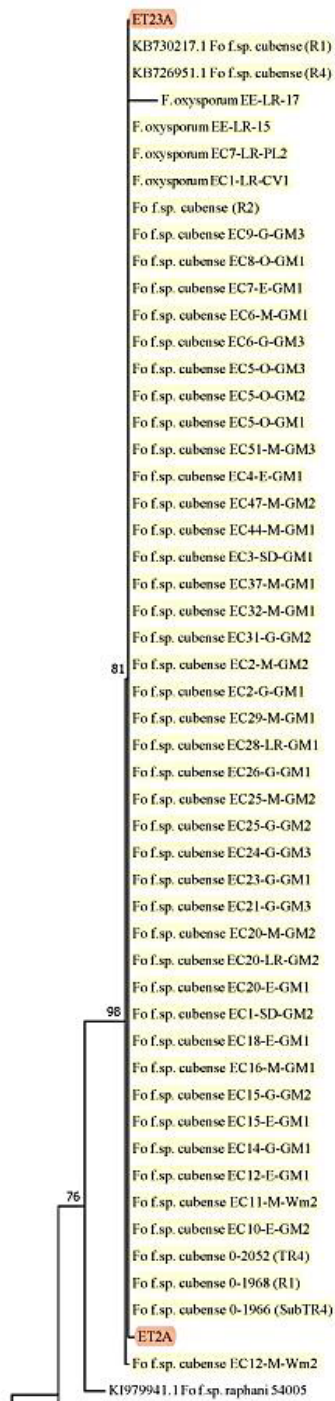 ET23A
KB730217.1 Fo f.sp. cubense (R1)
KB726951.1 Fo f.sp. cubense (R4)
F. oxysporum EE-LR-17
F. oxysporum EE-LR-15
F. oxysporum EC7-LR-PL2
F. oxysporum EC1-LR-CV1
Fo f.sp. cubense (R2)
Fo f.sp. cubense EC9-G-GM3
Fo f.sp. cubense EC8-O-GM1
Fo f.sp. cubense EC7-E-GM1
Fo f.sp. cubense EC6-M-GM1
Fo f.sp. cubense EC6-G-GM3
Fo f.sp. cubense EC5-O-GM3
Fo f.sp. cubense EC5-O-GM2
Fo f.sp. cubense EC5-O-GM1
Fo f.sp. cubense EC51-M-GM3
Fo f.sp. cubense EC4-E-GM1
Fo f.sp. cubense EC47-M-GM2
Fo f.sp. cubense EC44-M-GM1
Fo f.sp. cubense EC3-SD-GM1
Fo f.sp. cubense EC37-M-GM1
Fo f.sp. cubense EC32-M-GM1
Fo f.sp. cubense EC31-G-GM2
81
Fo f.sp. cubense EC2-M-GM2
Fo f.sp. cubense EC2-G-GM1
Fo f.sp. cubense EC29-M-GM1
Fo f.sp. cubense EC28-LR-GM1
Fo f.sp. cubense EC26-G-GM1
Fo f.sp. cubense EC25-M-GM2
Fo f.sp. cubense EC25-G-GM2
Fo f.sp. cubense EC24-G-GM3
Fo f.sp. cubense EC23-G-GM1
Fo f.sp. cubense EC21-G-GM3
Fo f.sp. cubense EC20-M-GM2
Fo f.sp. cubense EC20-LR-GM2
Fo f.sp. cubense EC20-E-GM1
98
Fo f.sp. cubense EC1-SD-GM2
Fo f.sp. cubense EC18-E-GM1
Fo f.sp. cubense EC16-M-GM1
Fo f.sp. cubense EC15-G-GM2
Fo f.sp. cubense EC15-E-GM1
Fo f.sp. cubense EC14-G-GM1
Fo f.sp. cubense EC12-E-GM1
76
Fo f.sp. cubense EC11-M-Wm2
Fo f.sp. cubense EC10-E-GM2
Fo f.sp. cubense 0-2052 (TR4)
Fo f.sp. cubense 0-1968 (R1)
Fo f.sp. cubense 0-1966 (SubTR4)
ET2A
Fo f.sp. cubense EC12-M-Wm2
KI979941.1 Fo f.sp. raphani 54005